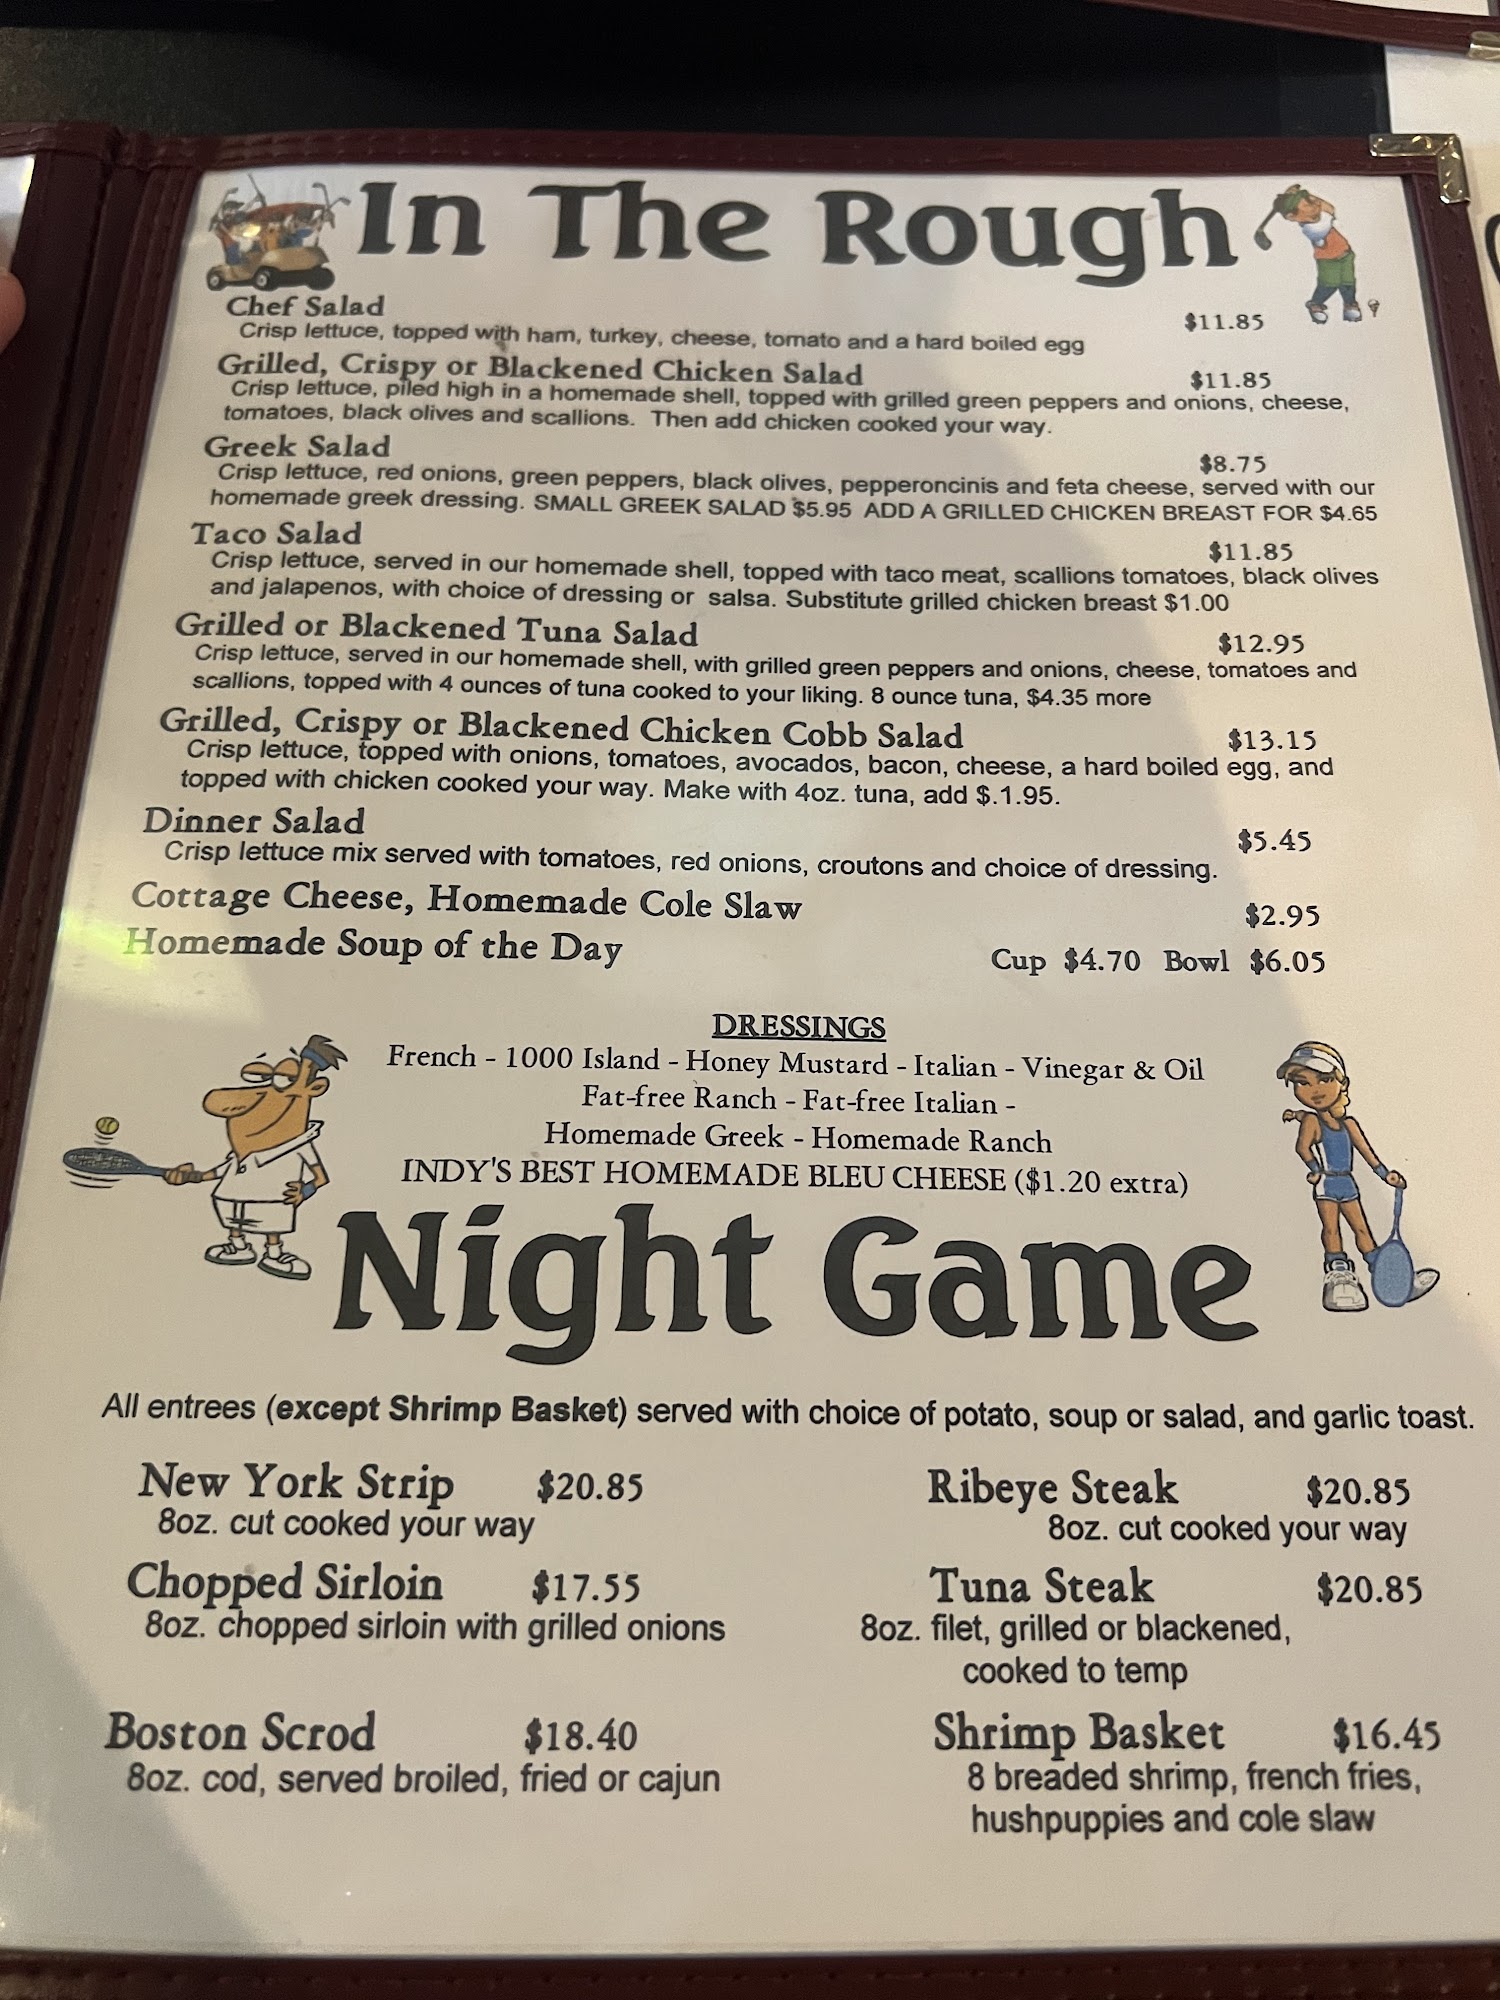 In The Rough
Chef Salad $11.85
Crisp lettuce, topped with ham, turkey, cheese, tomato and a hard boiled egg
Grilled, Crispy or Blackened Chicken Salad $11.85
Crisp lettuce, piled high in a homemade shell, topped with grilled green peppers and onions, cheese,
tomatoes, black olives and scallions. Then add chicken cooked your way.
Greek Salad $8.75
Crisp lettuce, red onions, green peppers, black olives, pepperoncinis and feta cheese, served with our
homemade greek dressing. SMALL GREEK SALAD $5.95 ADD A GRILLED CHICKEN BREAST FOR $4.65
Taco Salad $11.85
Crisp lettuce, served in our homemade shell, topped with taco meat, scallions tomatoes, black olives
and jalapenos, with choice of dressing or salsa. Substitute grilled chicken breast $1.00
Grilled or Blackened Tuna Salad $12.95
Crisp lettuce, served in our homemade shell, with grilled green peppers and onions, cheese, tomatoes and
scallions, topped with 4 ounces of tuna cooked to your liking. 8 ounce tuna, $4.35 more
Grilled, Crispy or Blackened Chicken Cobb Salad $13.15
Crisp lettuce, topped with onions, tomatoes, avocados, bacon, cheese, a hard boiled egg, and
topped with chicken cooked your way. Make with 4oz. tuna, add $.1.95.
Dinner Salad $5.45
Crisp lettuce mix served with tomatoes, red onions, croutons and choice of dressing.
Cottage Cheese, Homemade Cole Slaw $2.95
Homemade Soup of the Day Cup $4.70 Bowl $6.05
DRESSINGS
French - 1000 Island - Honey Mustard - Italian - Vinegar & Oil
Fat-free Ranch - Fat-free Italian -
Homemade Greek - Homemade Ranch
INDY'S BEST HOMEMADE BLEU CHEESE ($1.20 extra)
Night Game
All entrees (except Shrimp Basket) served with choice of potato, soup or salad, and garlic toast.
New York Strip $20.85
8oz. cut cooked your way
Ribeye Steak $20.85
8oz. cut cooked your way
Chopped Sirloin $17.55
8oz. chopped sirloin with grilled onions
Tuna Steak $20.85
8oz. filet, grilled or blackened,
cooked to temp
Boston Scrod $18.40
8oz. cod, served broiled, fried or cajun
Shrimp Basket $16.45
8 breaded shrimp, french fries,
hushpuppies and cole slaw